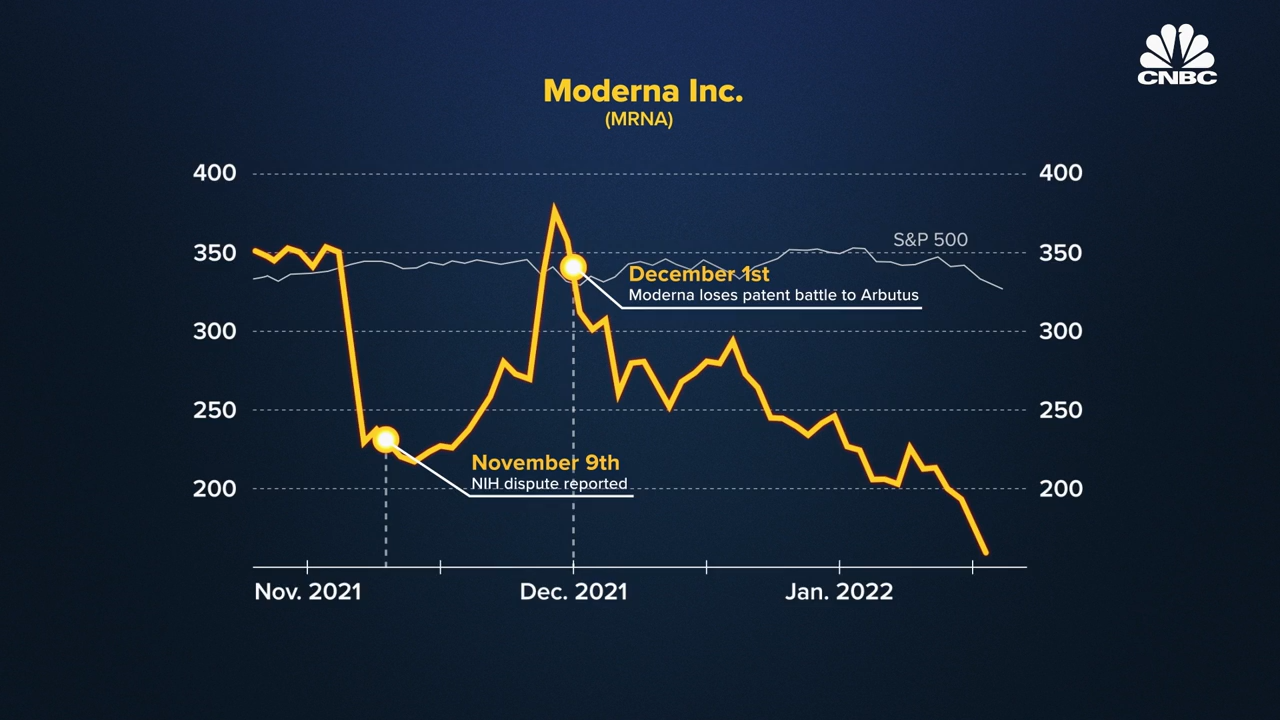 CNBC
Moderna Inc.
(MRNA)
400 400
S&P 500
350 350
December 1st
Moderna loses patent battle to Arbutus
300 300
250 250
November 9th
NIH dispute reported
200 200
Nov. 2021 Dec. 2021 Jan. 2022